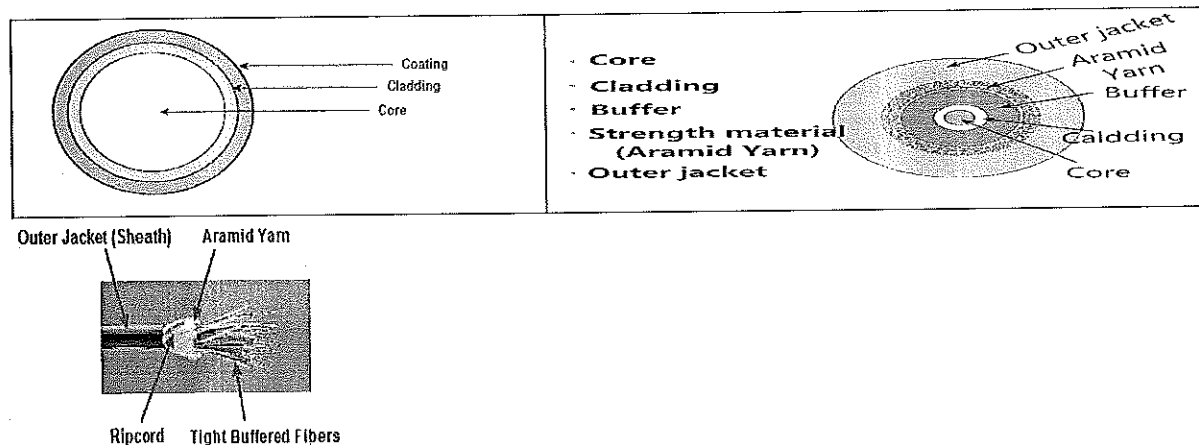 Coating
Cladding
Core
- Core
- Cladding
- Buffer
- Strength material
(Aramid Yarn)
- Outer jacket
Outer jacket
Aramid
Yarn
Buffer
Caldding
Core
Outer Jacket (Sheath)
Aramid Yarn
Ripcord
Tight Buffered Fibers